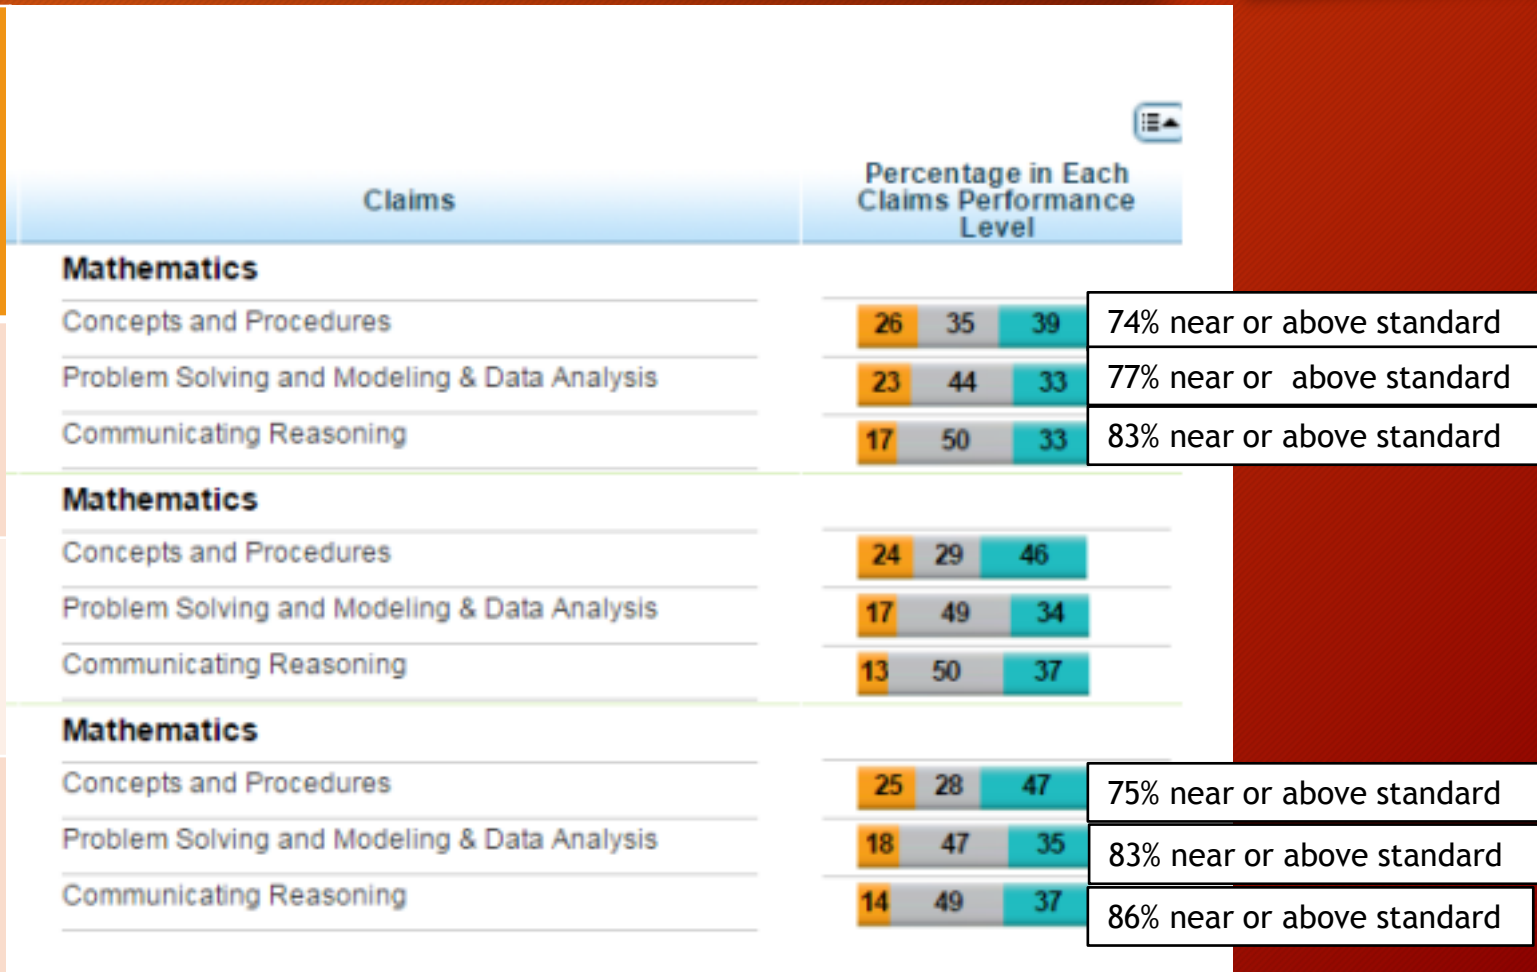 Claims
Percentage in Each
Claims Performance
Level
Mathematics
Concepts and Procedures 26 35 39 74% near or above standard
Problem Solving and Modeling & Data Analysis 23 44 33 77% near or above standard
Communicating Reasoning 17 50 33 83% near or above standard
Mathematics
Concepts and Procedures 24 29 46
Problem Solving and Modeling & Data Analysis 17 49 34
Communicating Reasoning 13 50 37
Mathematics
Concepts and Procedures 25 28 47 75% near or above standard
Problem Solving and Modeling & Data Analysis 18 47 35 83% near or above standard
Communicating Reasoning 14 49 37 86% near or above standard